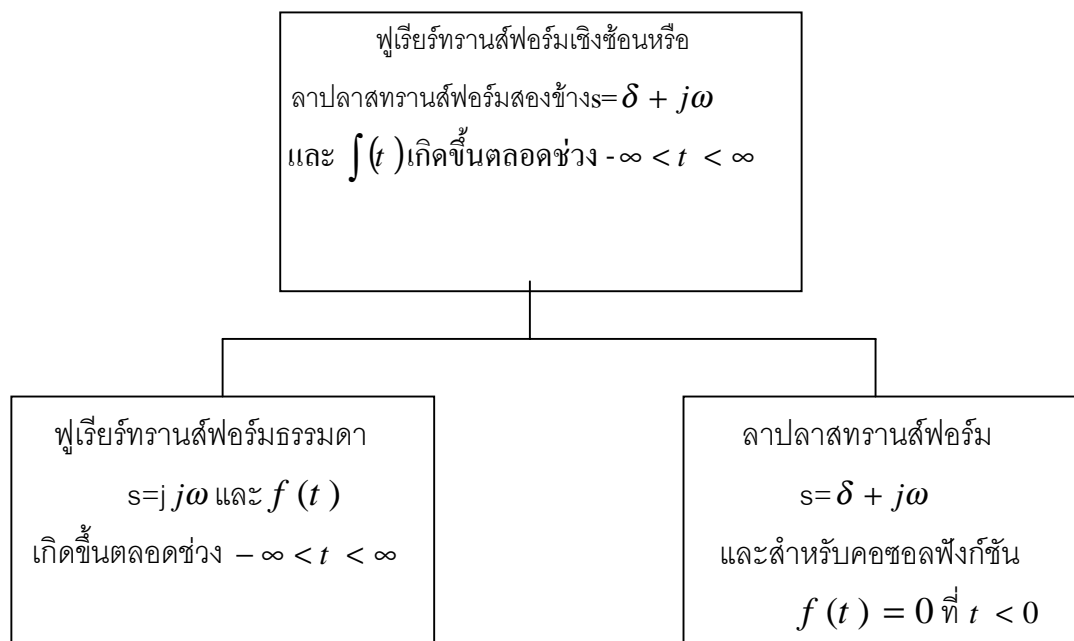 ฟูเรียร์ทรานส์ฟอร์มเชิงซ้อนหรือ
ลาปลาสทรานส์ฟอร์มสองข้างs= δ + jω
และ ∫(t)เกิดขึ้นตลอดช่วง -∞ < t < ∞
ฟูเรียร์ทรานส์ฟอร์มธรรมดา
s=j jω และ f (t)
เกิดขึ้นตลอดช่วง − ∞ < t < ∞
ลาปลาสทรานส์ฟอร์ม
s= δ + jω
และสำหรับคอซอลฟังก์ชัน
f (t) = 0 ที่ t < 0